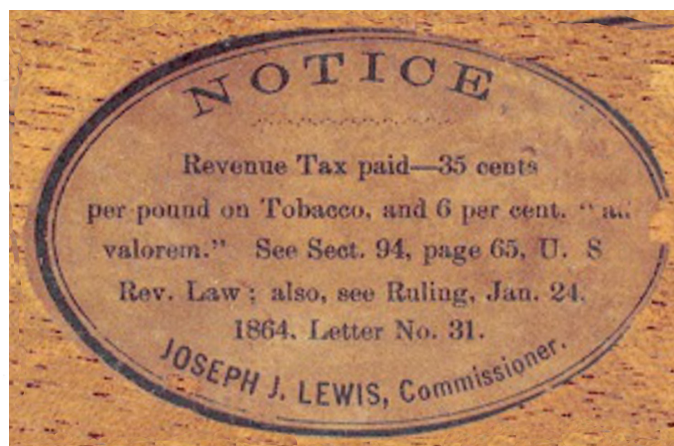 NOTICE
Revenue Tax paid—35 cents
per pound on Tobacco, and 6 per cent. "
valorem." See Sect. 94, page 65, U. S
Rev. Law; also, see Ruling, Jan. 24,
1864, Letter No. 31.
JOSEPH J. LEWIS, Commissioner.